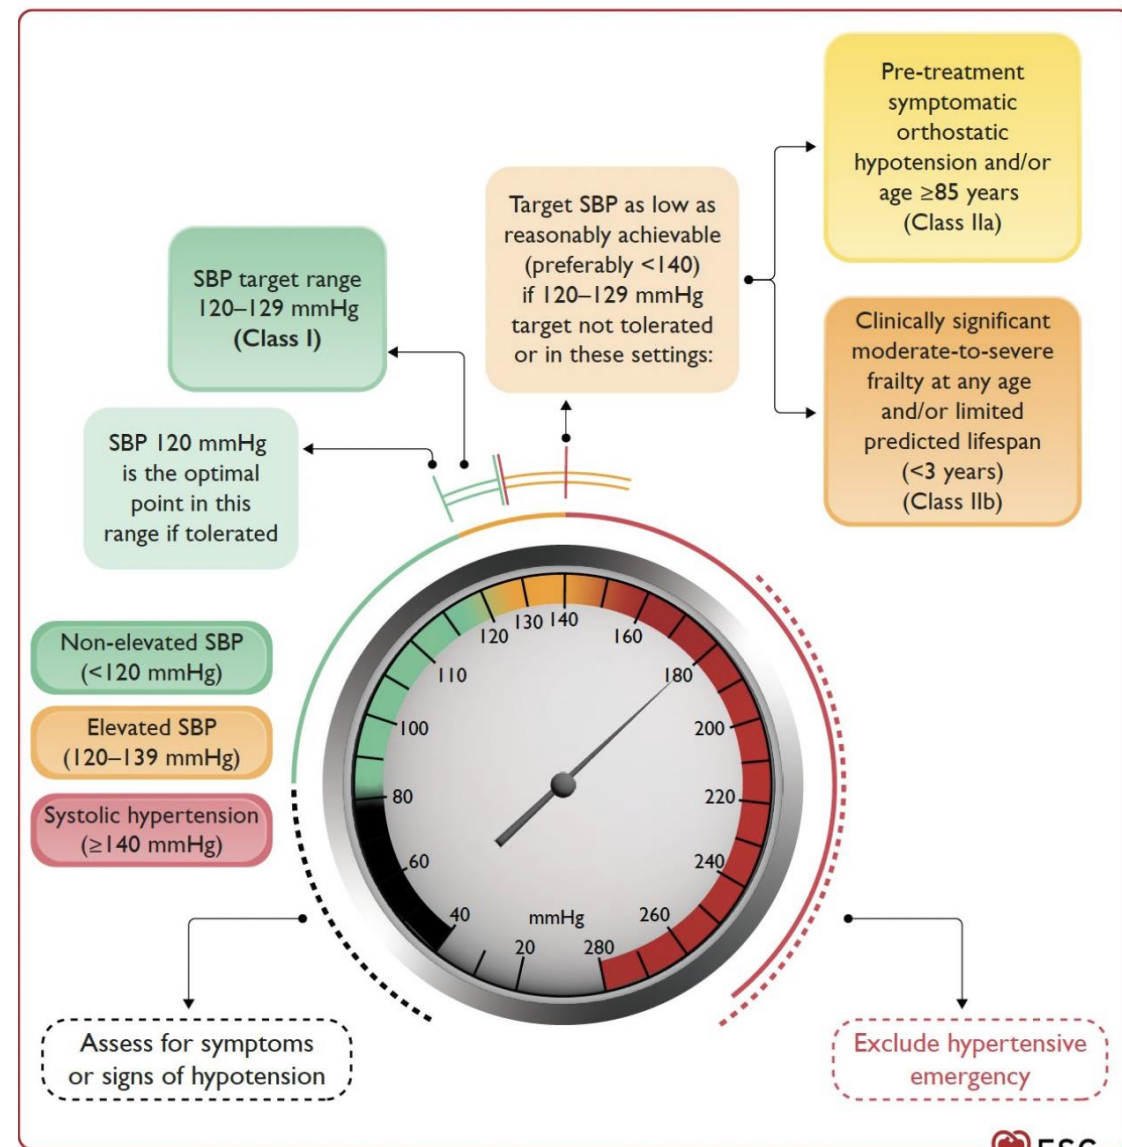 Pre-treatment
symptomatic
orthostatic
hypotension and/or
age ≥85 years
(Class IIa)
Target SBP as low as
reasonably achievable
(preferably <140)
if 120–129 mmHg
target not tolerated
or in these settings:
SBP target range
120–129 mmHg
(Class I)
Clinically significant
moderate-to-severe
frailty at any age
and/or limited
predicted lifespan
(<3 years)
(Class IIb)
SBP 120 mmHg
is the optimal
point in this
range if tolerated
Non-elevated SBP
(<120 mmHg)
Elevated SBP
(120–139 mmHg)
Systolic hypertension
(≥140 mmHg)
20
40
60
80
100
110
120
130
140
160
180
200
220
240
260
280
mmHg
Assess for symptoms
or signs of hypotension
Exclude hypertensive
emergency
ESC